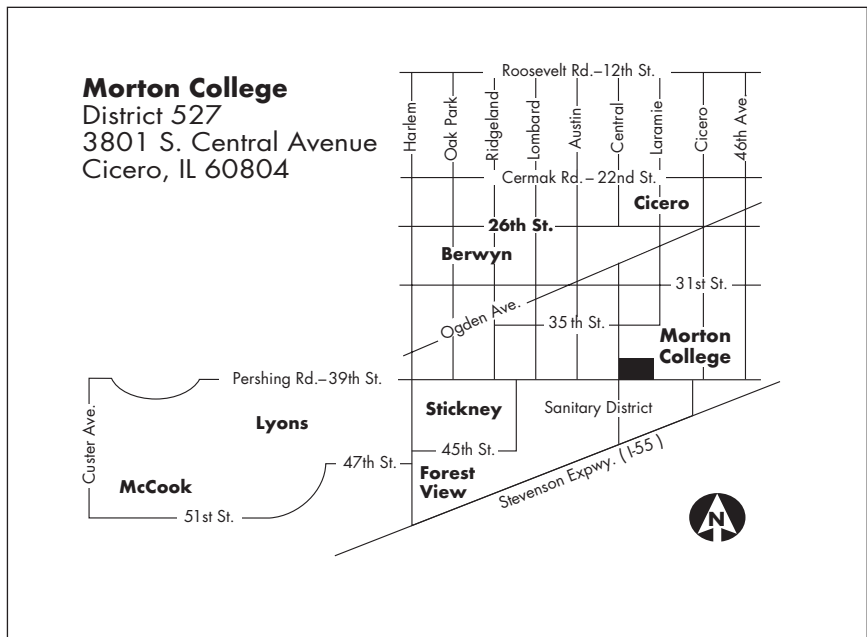 Morton College
District 527
3801 S. Central Avenue
Cicero, IL 60804
Roosevelt Rd.–12th St.
Harlem
Oak Park
Ridgeland
Lombard
Austin
Central
Laramie
Cicero
46th Ave.
Cermak Rd.–22nd St.
Cicero
26th St.
Berwyn
31st St.
Ogden Ave.
35th St.
Morton
College
Pershing Rd.–39th St.
Custer Ave.
Lyons
Stickney
Sanitary District
45th St.
47th St.
Forest
View
Stevenson Expwy. ( I-55 )
McCook
51st St.
N